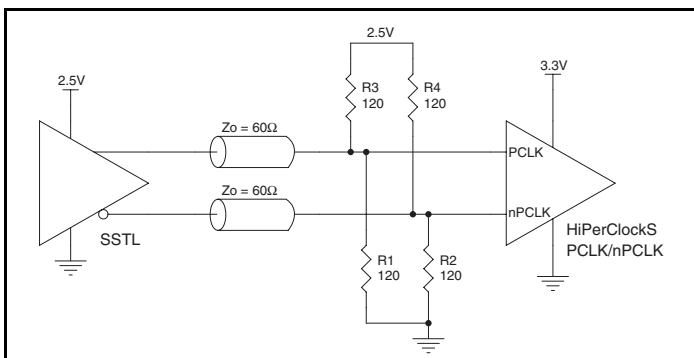 2.5V
3.3V
2.5V
R3
120
R4
120
Zo = 60Ω
PCLK
Zo = 60Ω
nPCLK
SSTL
HiPerClockS
PCLK/nPCLK
R1
120
R2
120